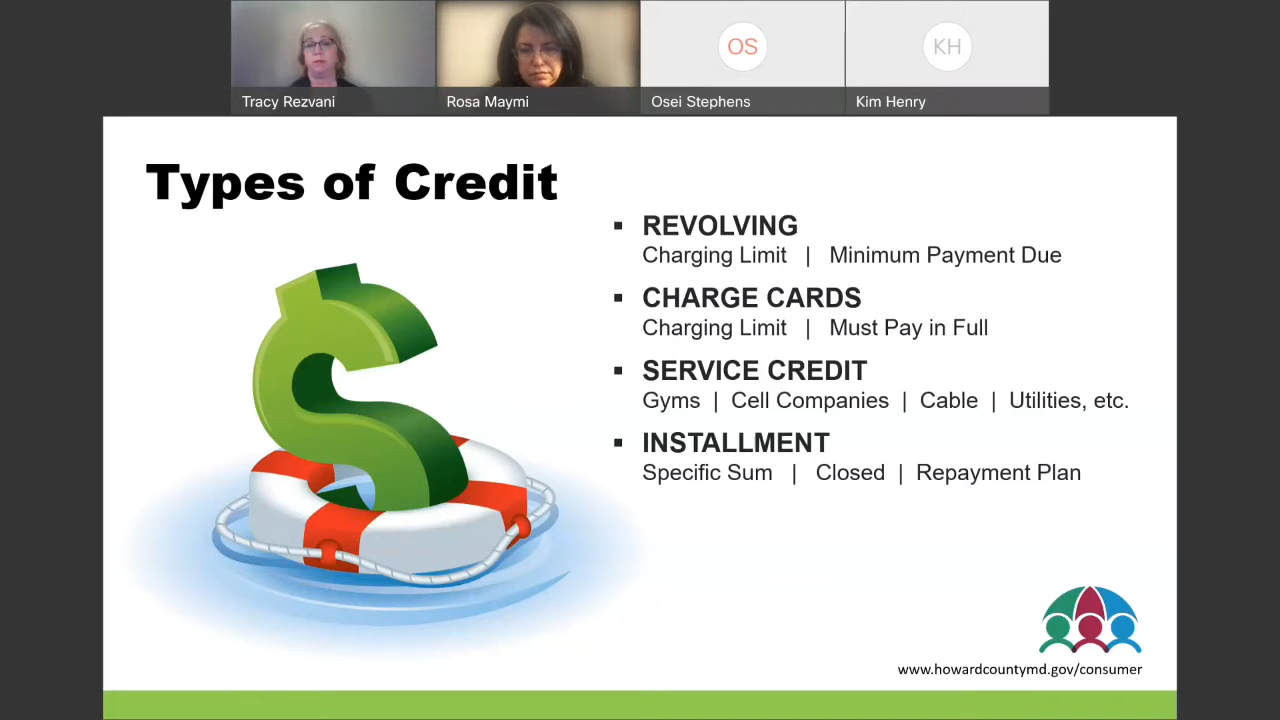 OS
KH
Tracy Rezvani
Rosa Maymi
Osei Stephens
Kim Henry
Types of Credit
▪ REVOLVING
Charging Limit | Minimum Payment Due
▪ CHARGE CARDS
Charging Limit | Must Pay in Full
▪ SERVICE CREDIT
Gyms | Cell Companies | Cable | Utilities, etc.
▪ INSTALLMENT
Specific Sum | Closed | Repayment Plan
www.howardcountymd.gov/consumer